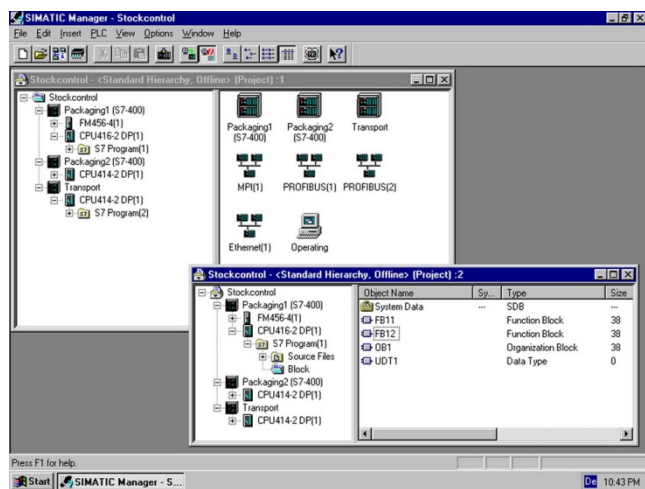 SIMATIC Manager - Stockcontrol
File Edit Insert PLC View Options Window Help
Stockcontrol - <Standard Hierarchy, Offline> (Project) :1
Stockcontrol
Packaging1 (S7-400)
FM456-4(1)
CPU416-2 DP(1)
S7 Program(1)
Packaging2 (S7-400)
CPU414-2 DP(1)
Transport
CPU414-2 DP(1)
S7 Program(2)
Packaging1 (S7-400)
Packaging2 (S7-400)
Transport
MPI(1) PROFIBUS(1) PROFIBUS(2)
Ethernet(1) Operating
Stockcontrol - <Standard Hierarchy, Offline> (Project) :2
Stockcontrol
Packaging1 (S7-400)
FM456-4(1)
CPU416-2 DP(1)
S7 Program(1)
Source Files
Block
Packaging2 (S7-400)
CPU414-2 DP(1)
Transport
CPU414-2 DP(1)
Object Name Sy... Type Size
System Data --- SDB ---
FB11 Function Block 38
FB12 Function Block 38
OB1 Organization Block 38
UDT1 Data Type 0
Press F1 for help.
Start SIMATIC Manager - S... De 10:43 PM